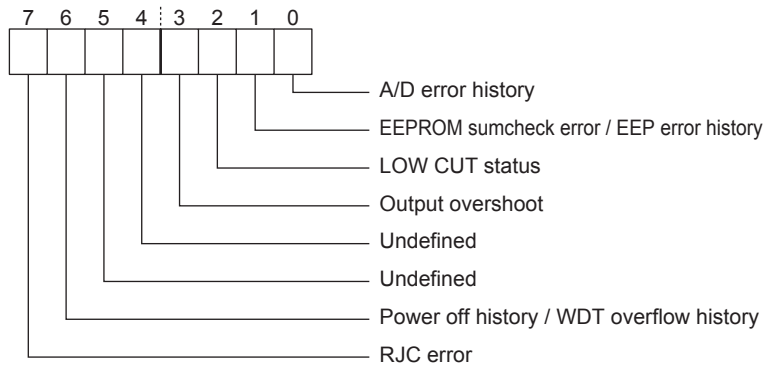 7 6 5 4 3 2 1 0
A/D error history
EEPROM sumcheck error / EEP error history
LOW CUT status
Output overshoot
Undefined
Undefined
Power off history / WDT overflow history
RJC error